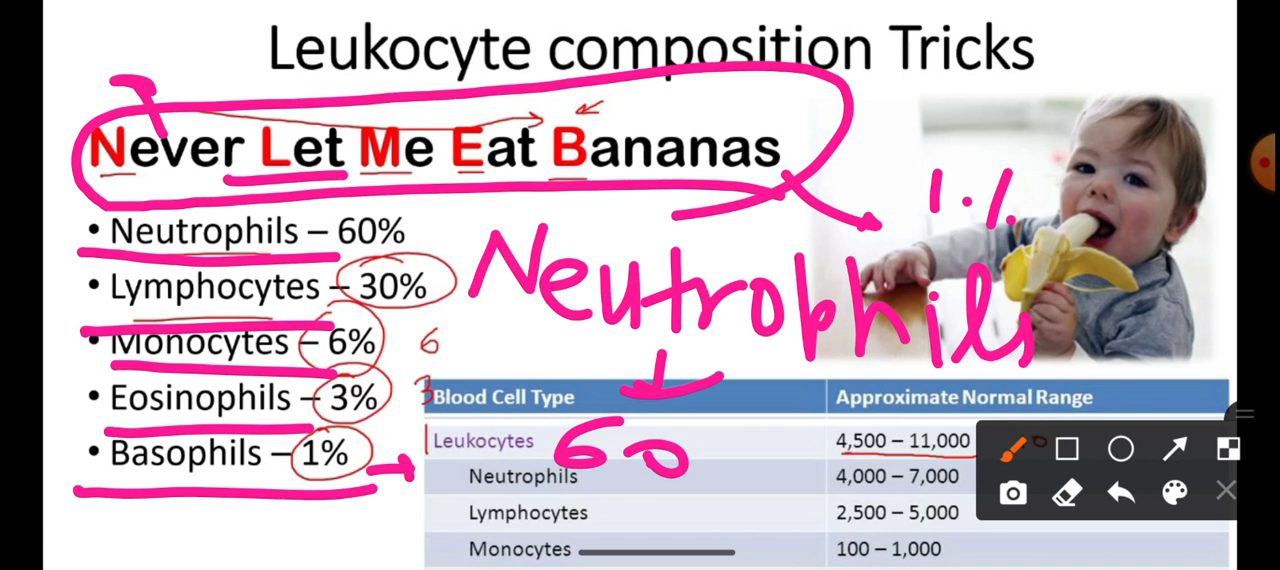 Leukocyte composition Tricks
Never Let Me Eat Bananas
1.%
• Neutrophils – 60%
Neutrophils
• Lymphocytes – 30%
• Monocytes – 6%
6
• Eosinophils – 3%
3
• Basophils – 1%
1
60
Blood Cell Type Approximate Normal Range
Leukocytes 4,500 – 11,000
Neutrophils 4,000 – 7,000
Lymphocytes 2,500 – 5,000
Monocytes 100 – 1,000